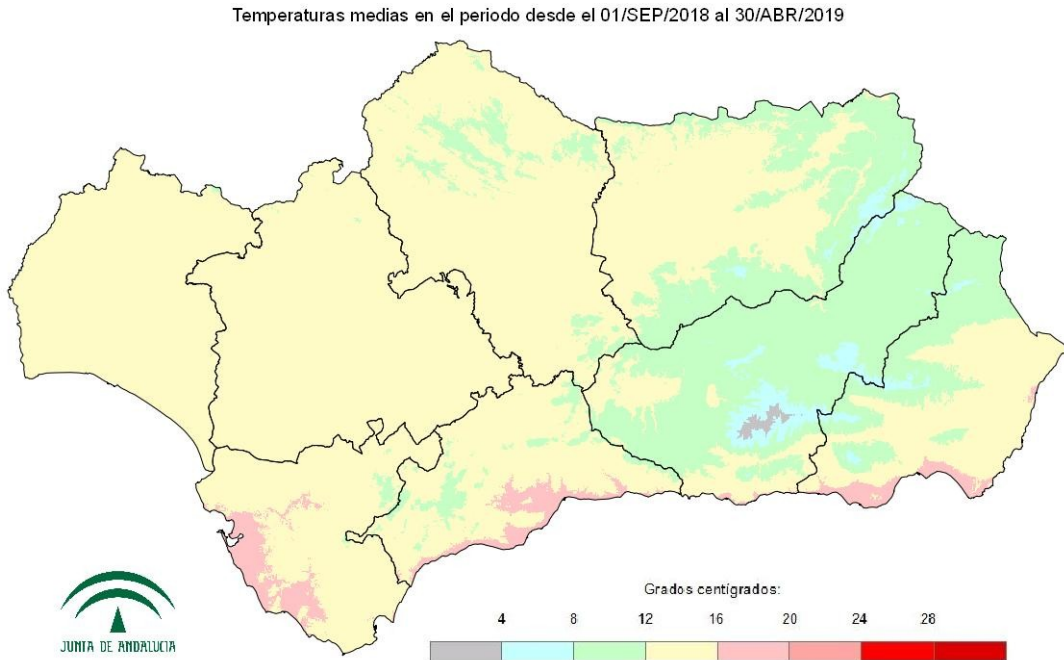 Temperaturas medias en el periodo desde el 01/SEP/2018 al 30/ABR/2019
Grados centígrados:
4 8 12 16 20 24 28
JUNTA DE ANDALUCIA